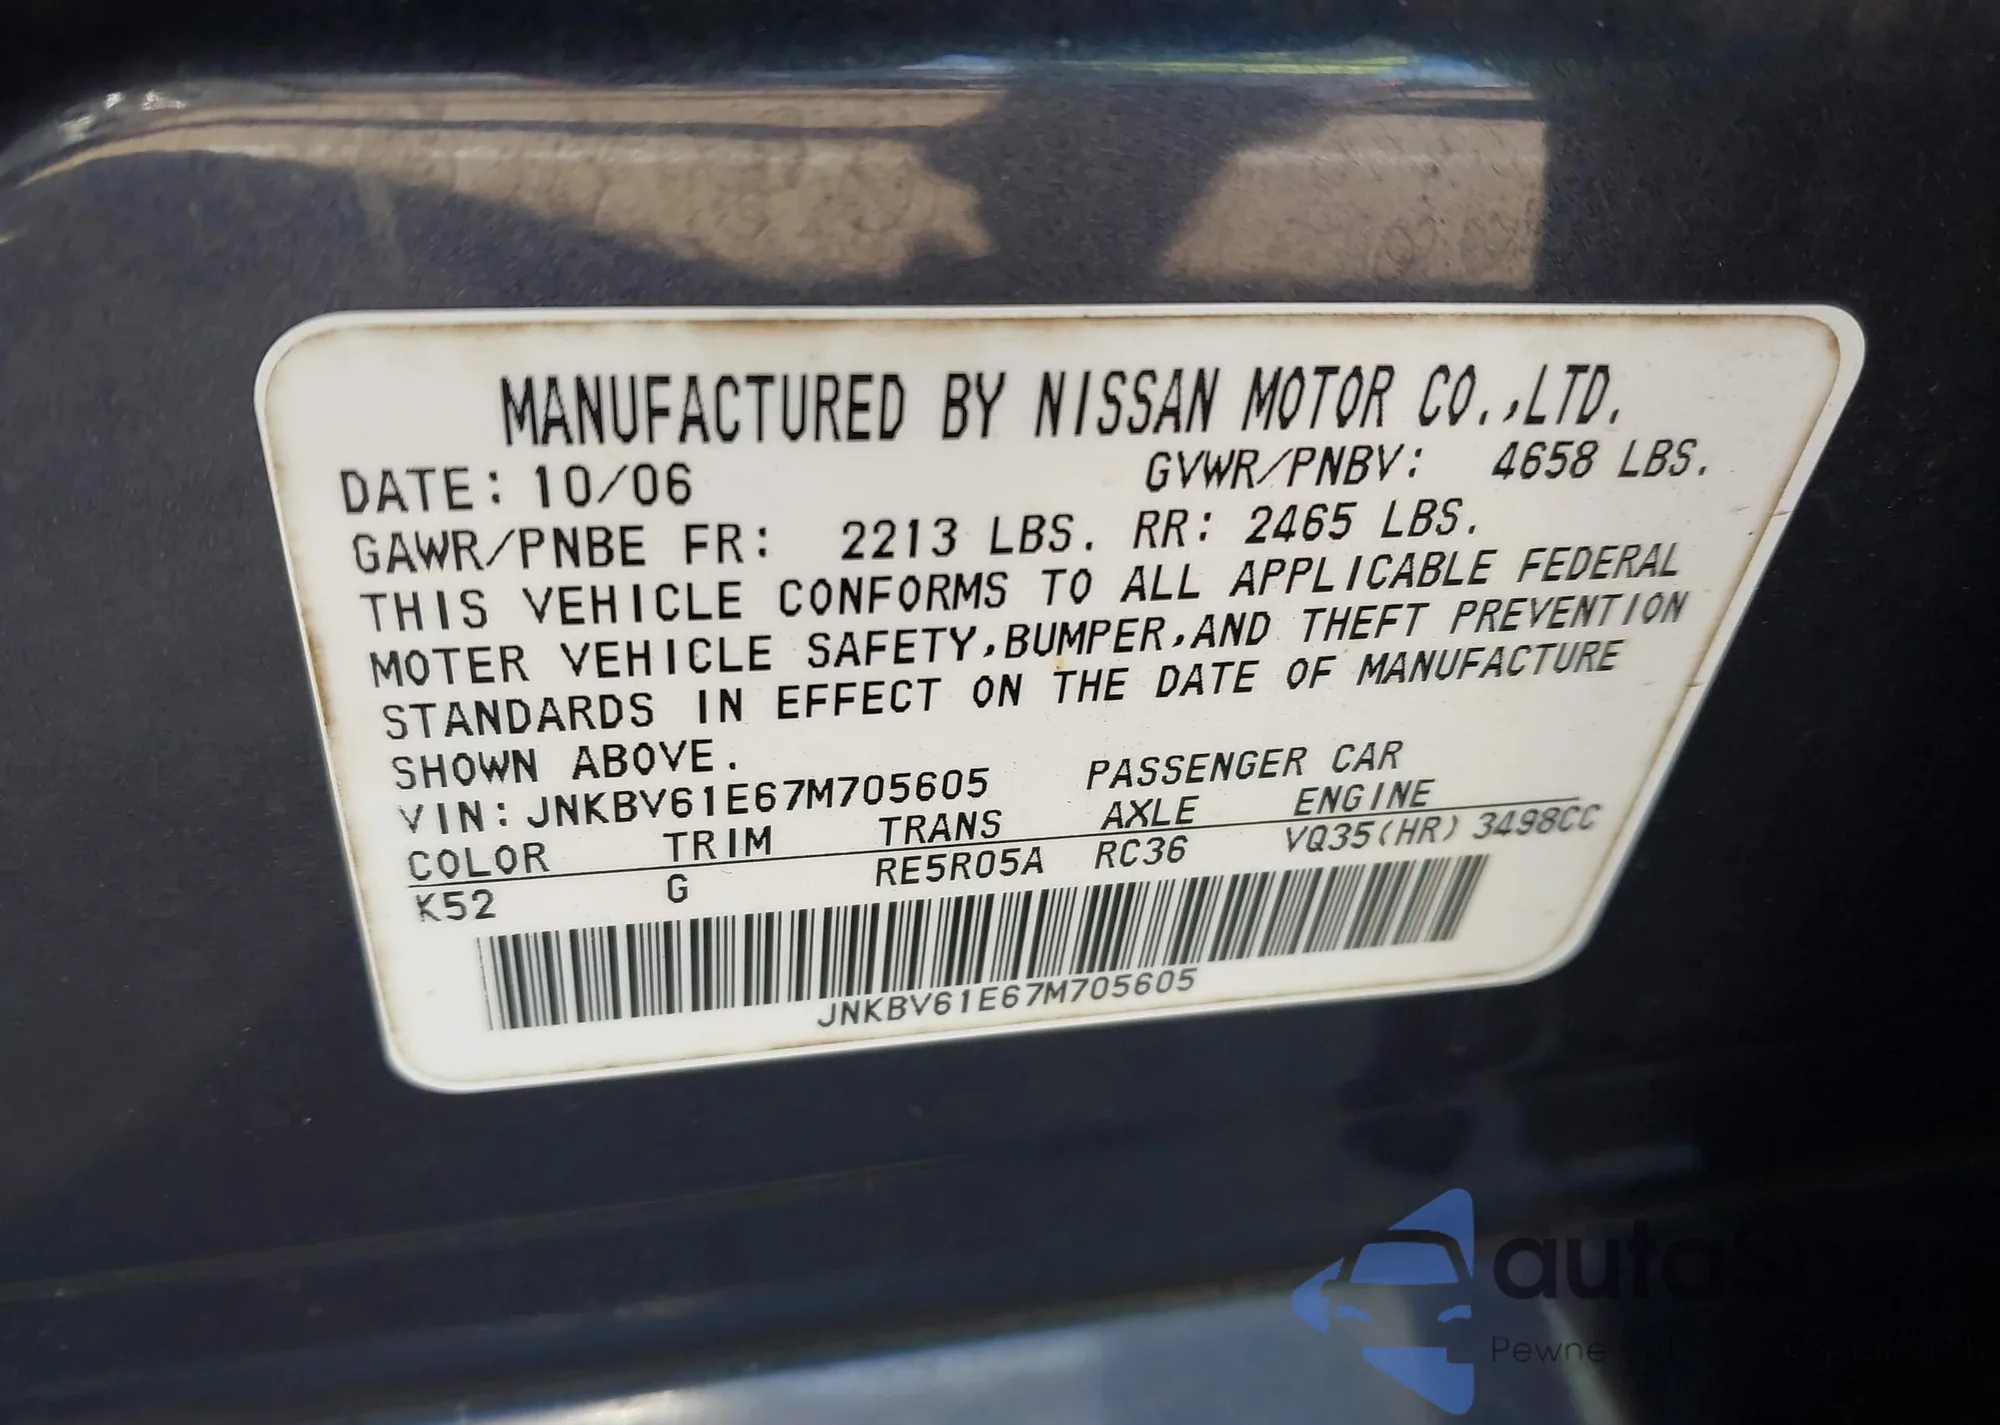 MANUFACTURED BY NISSAN MOTOR CO.,LTD.
DATE: 10/06 GVWR/PNBV: 4658 LBS.
GAWR/PNBE FR: 2213 LBS. RR: 2465 LBS.
THIS VEHICLE CONFORMS TO ALL APPLICABLE FEDERAL
MOTER VEHICLE SAFETY,BUMPER,AND THEFT PREVENTION
STANDARDS IN EFFECT ON THE DATE OF MANUFACTURE
SHOWN ABOVE.
VIN: JNKBV61E67M705605 PASSENGER CAR
COLOR TRIM TRANS AXLE ENGINE
K52 G RE5R05A RC36 VQ35(HR) 3498CC
JNKBV61E67M705605
Pewne